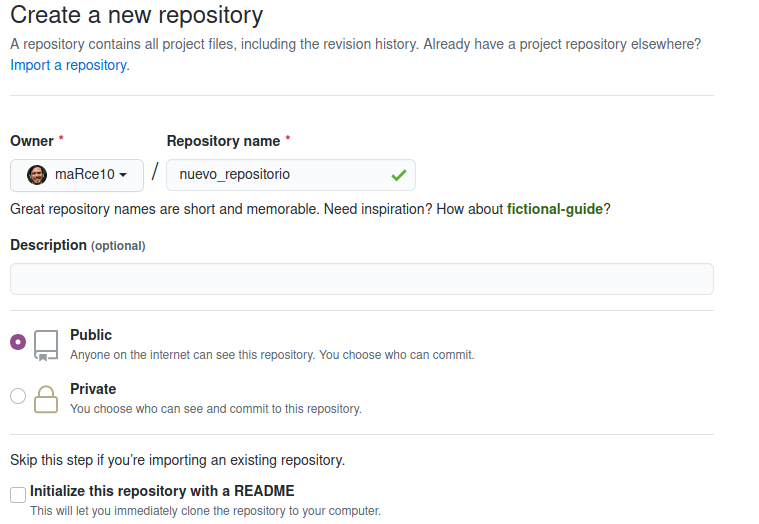 Create a new repository
A repository contains all project files, including the revision history. Already have a project repository elsewhere?
Import a repository.
Owner * Repository name *
maRce10 / nuevo_repositorio
Great repository names are short and memorable. Need inspiration? How about fictional-guide?
Description (optional)
Public
Anyone on the internet can see this repository. You choose who can commit.
Private
You choose who can see and commit to this repository.
Skip this step if you’re importing an existing repository.
Initialize this repository with a README
This will let you immediately clone the repository to your computer.